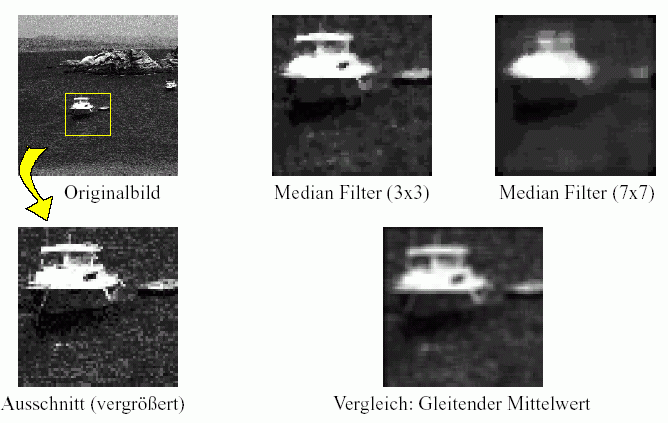 Originalbild
Median Filter (3x3)
Median Filter (7x7)
Ausschnitt (vergrößert)
Vergleich: Gleitender Mittelwert